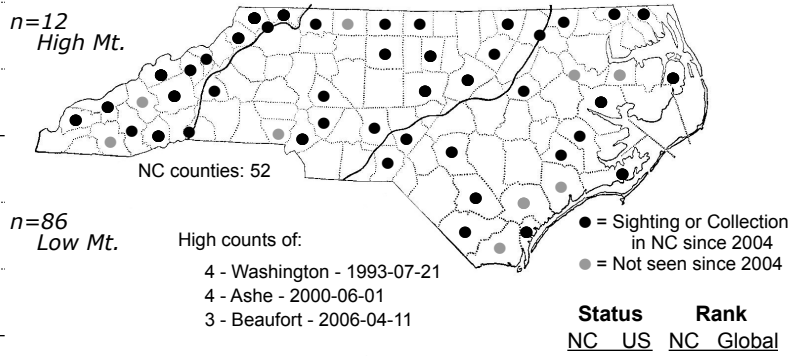 n=12
High Mt.
NC counties: 52
n=86
Low Mt.
High counts of:
4 - Washington - 1993-07-21
4 - Ashe - 2000-06-01
3 - Beaufort - 2006-04-11
● = Sighting or Collection
in NC since 2004
● = Not seen since 2004
Status Rank
NC US NC Global